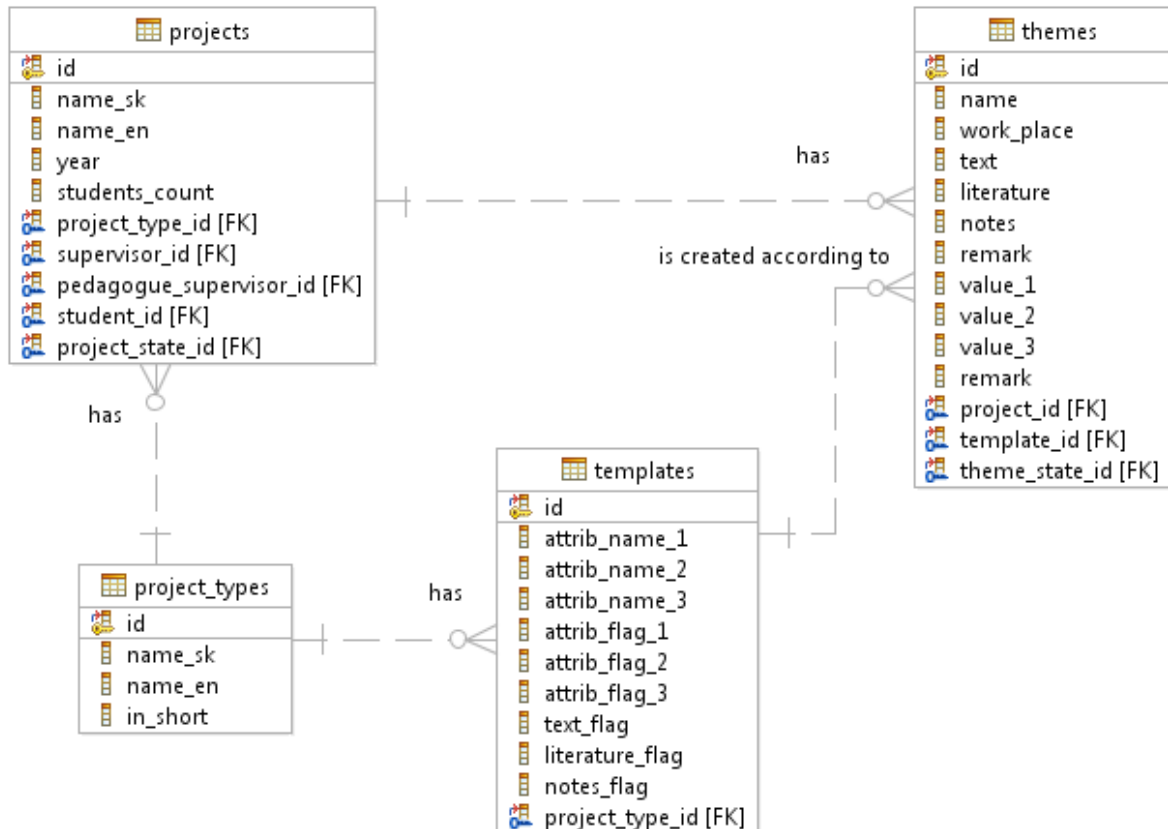 projects
id
name_sk
name_en
year
students_count
project_type_id [FK]
supervisor_id [FK]
pedagogue_supervisor_id [FK]
student_id [FK]
project_state_id [FK]
has
themes
id
name
work_place
text
literature
notes
remark
value_1
value_2
value_3
remark
project_id [FK]
template_id [FK]
theme_state_id [FK]
is created according to
has
project_types
id
name_sk
name_en
in_short
has
templates
id
attrib_name_1
attrib_name_2
attrib_name_3
attrib_flag_1
attrib_flag_2
attrib_flag_3
text_flag
literature_flag
notes_flag
project_type_id [FK]